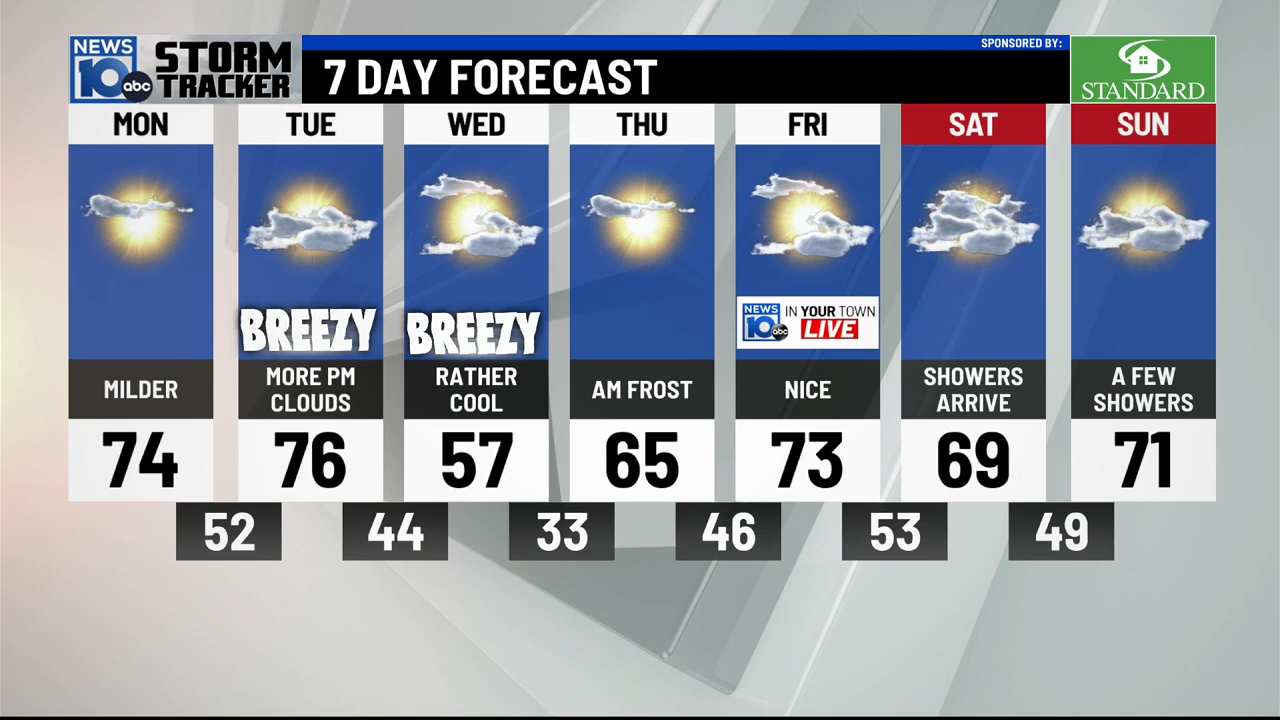 NEWS
10
abc
STORM
TRACKER
7 DAY FORECAST
SPONSORED BY:
STANDARD
MON
TUE
WED
THU
FRI
SAT
SUN
BREEZY
BREEZY
NEWS
10
abc
IN YOUR TOWN
LIVE
MILDER
MORE PM
CLOUDS
RATHER
COOL
AM FROST
NICE
SHOWERS
ARRIVE
A FEW
SHOWERS
74
76
57
65
73
69
71
52
44
33
46
53
49